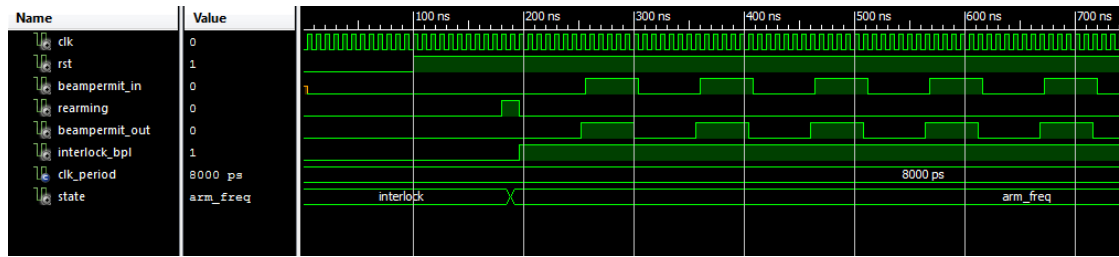 Name Value 100 ns 200 ns 300 ns 400 ns 500 ns 600 ns 700 ns
clk 0
rst 1
beampermit_in 0
rearming 0
beampermit_out 0
interlock_bpl 1
clk_period 8000 ps 8000 ps
state arm_freq interlock arm_freq